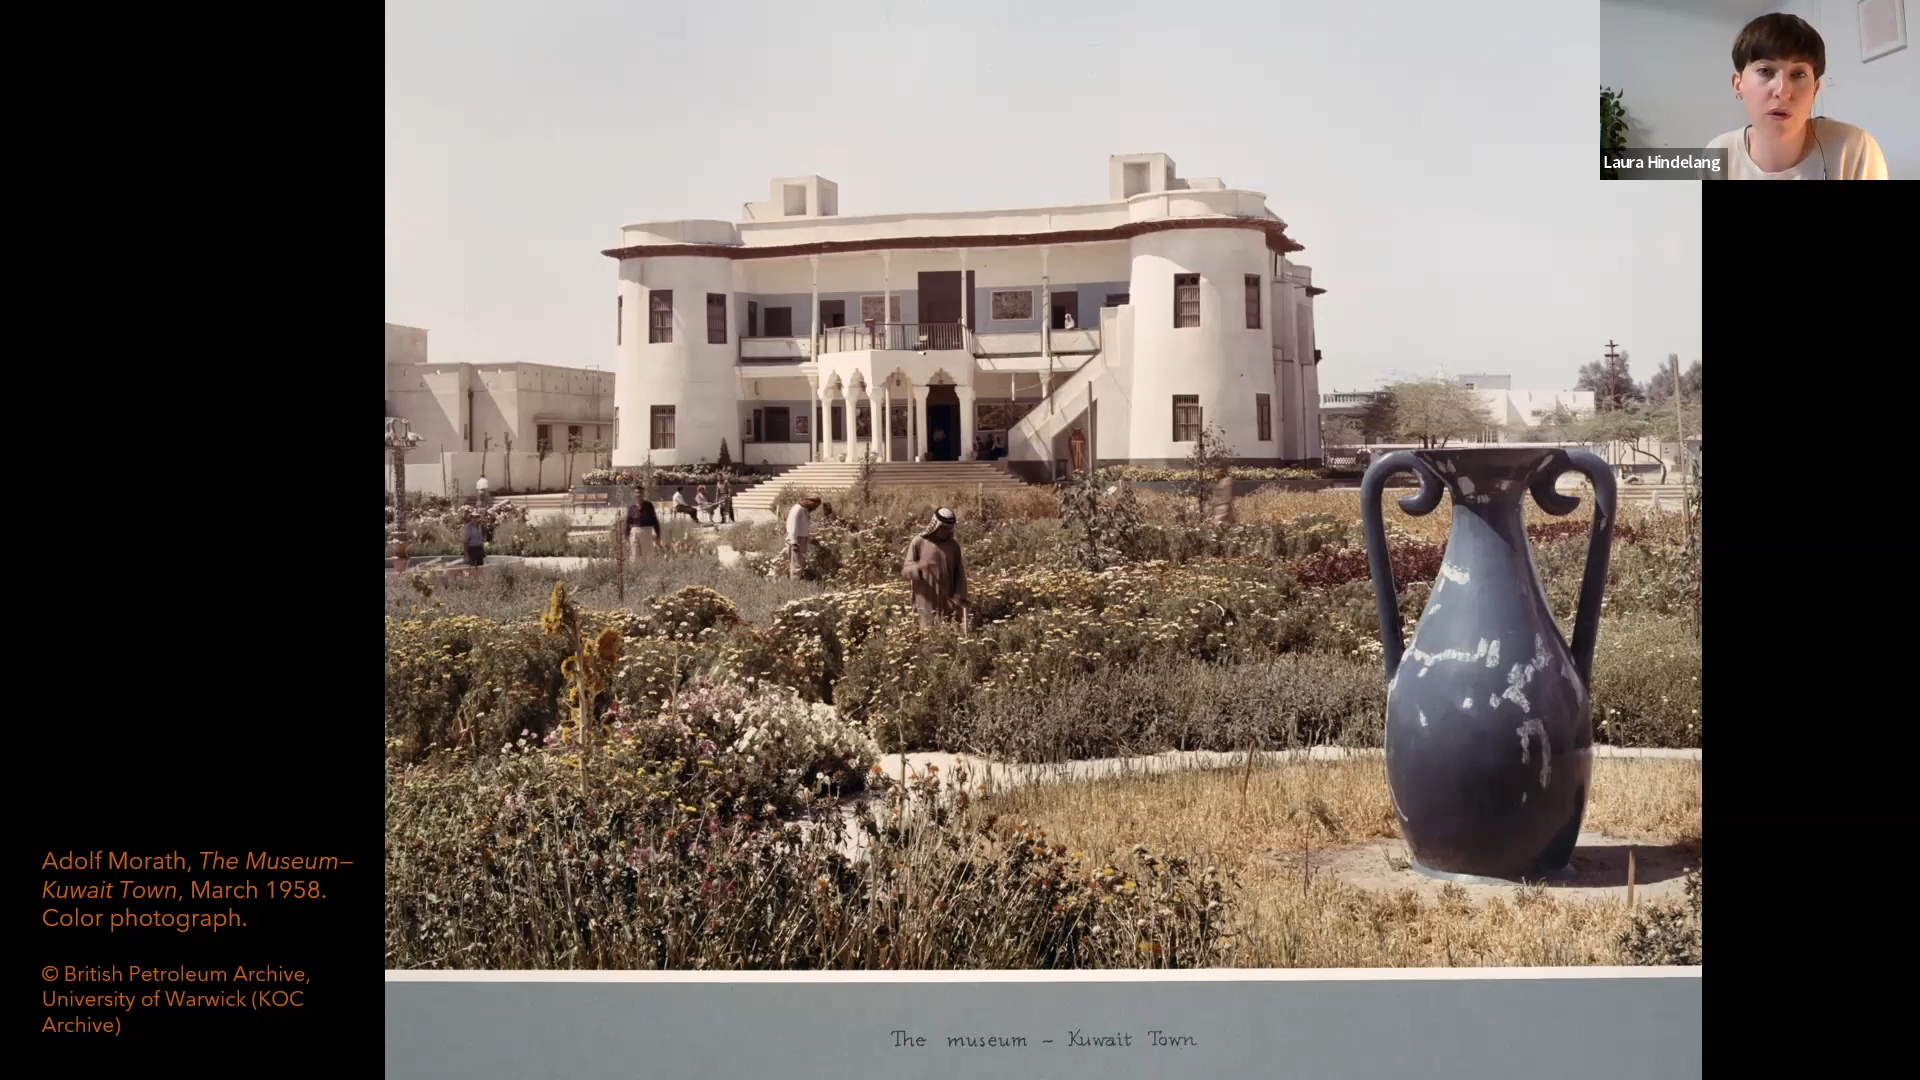 Laura Hindelang
Adolf Morath, The Museum—
Kuwait Town, March 1958.
Color photograph.
© British Petroleum Archive,
University of Warwick (KOC
Archive)
The museum – Kuwait Town